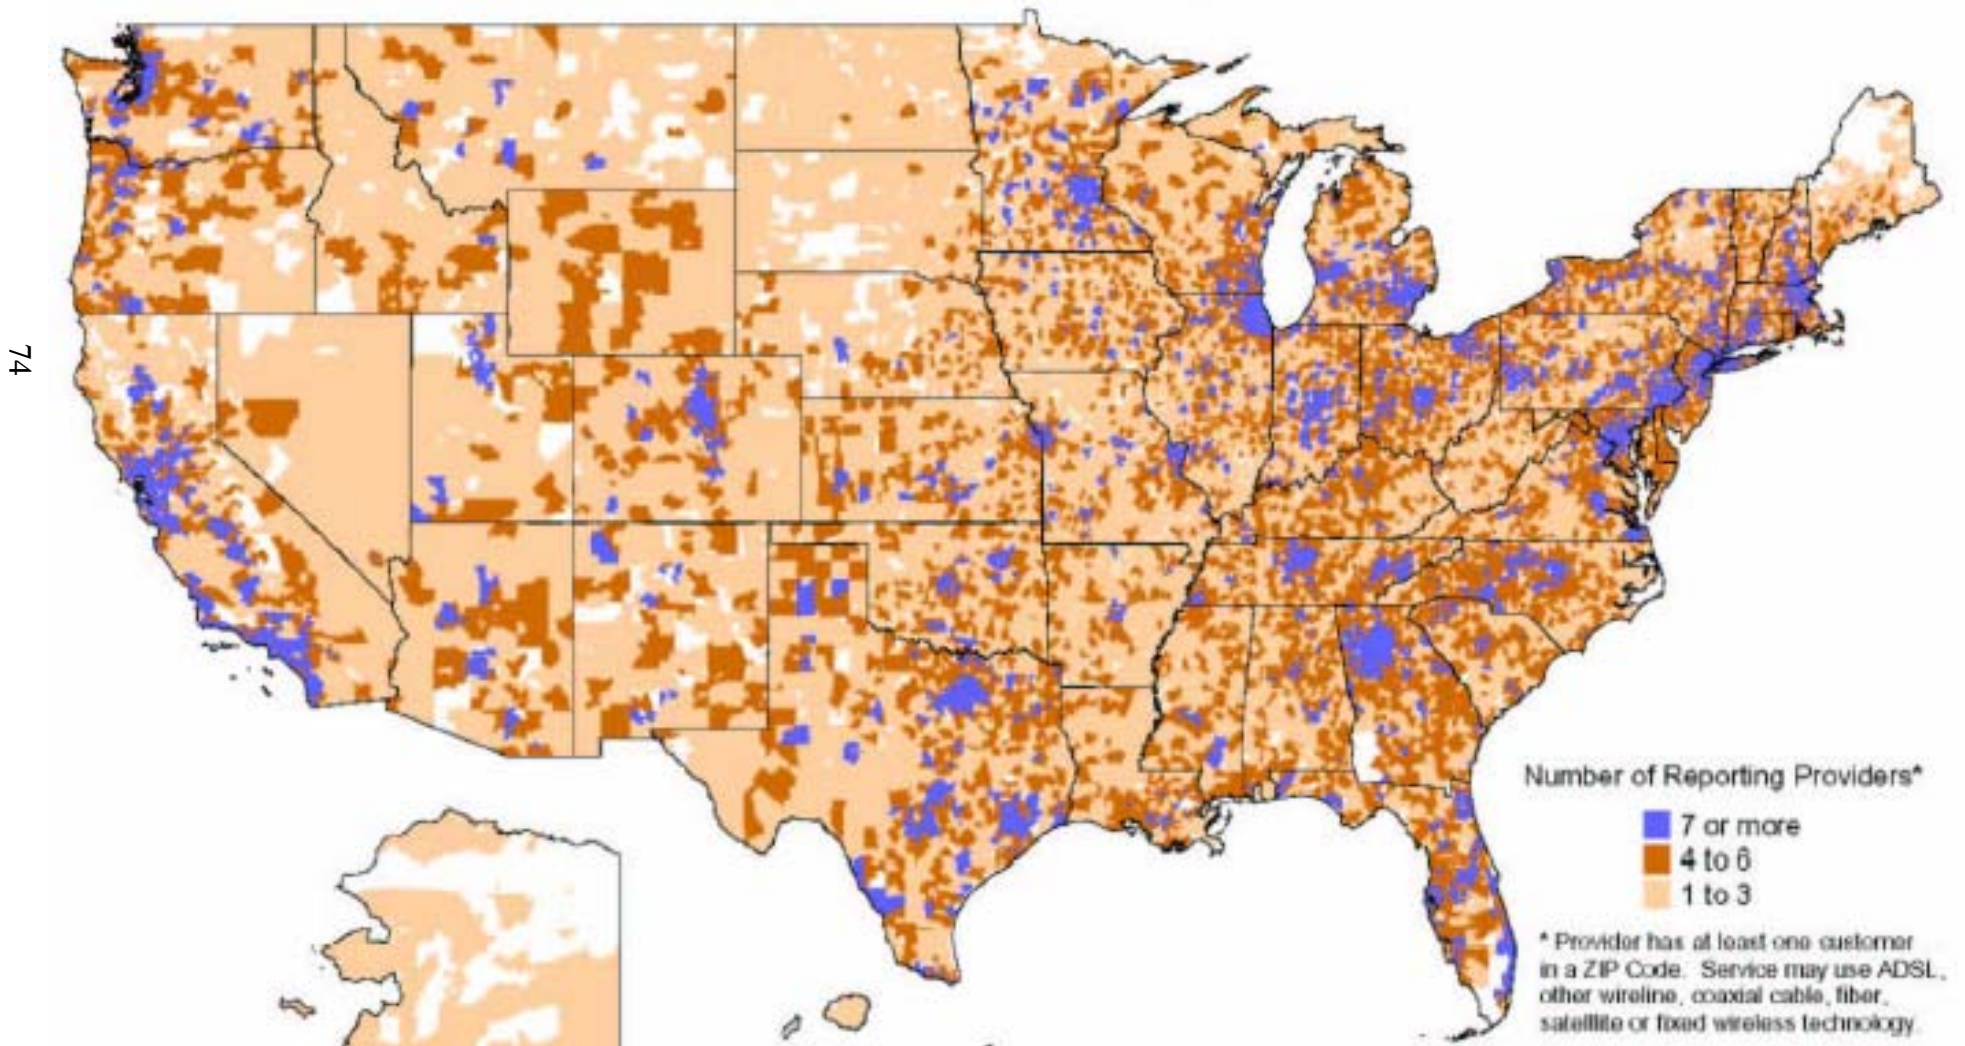 74
Number of Reporting Providers*
7 or more
4 to 6
1 to 3
* Provider has at least one customer
in a ZIP Code. Service may use ADSL,
other wireline, coaxial cable, fiber,
satelllite or fixed wireless technology.